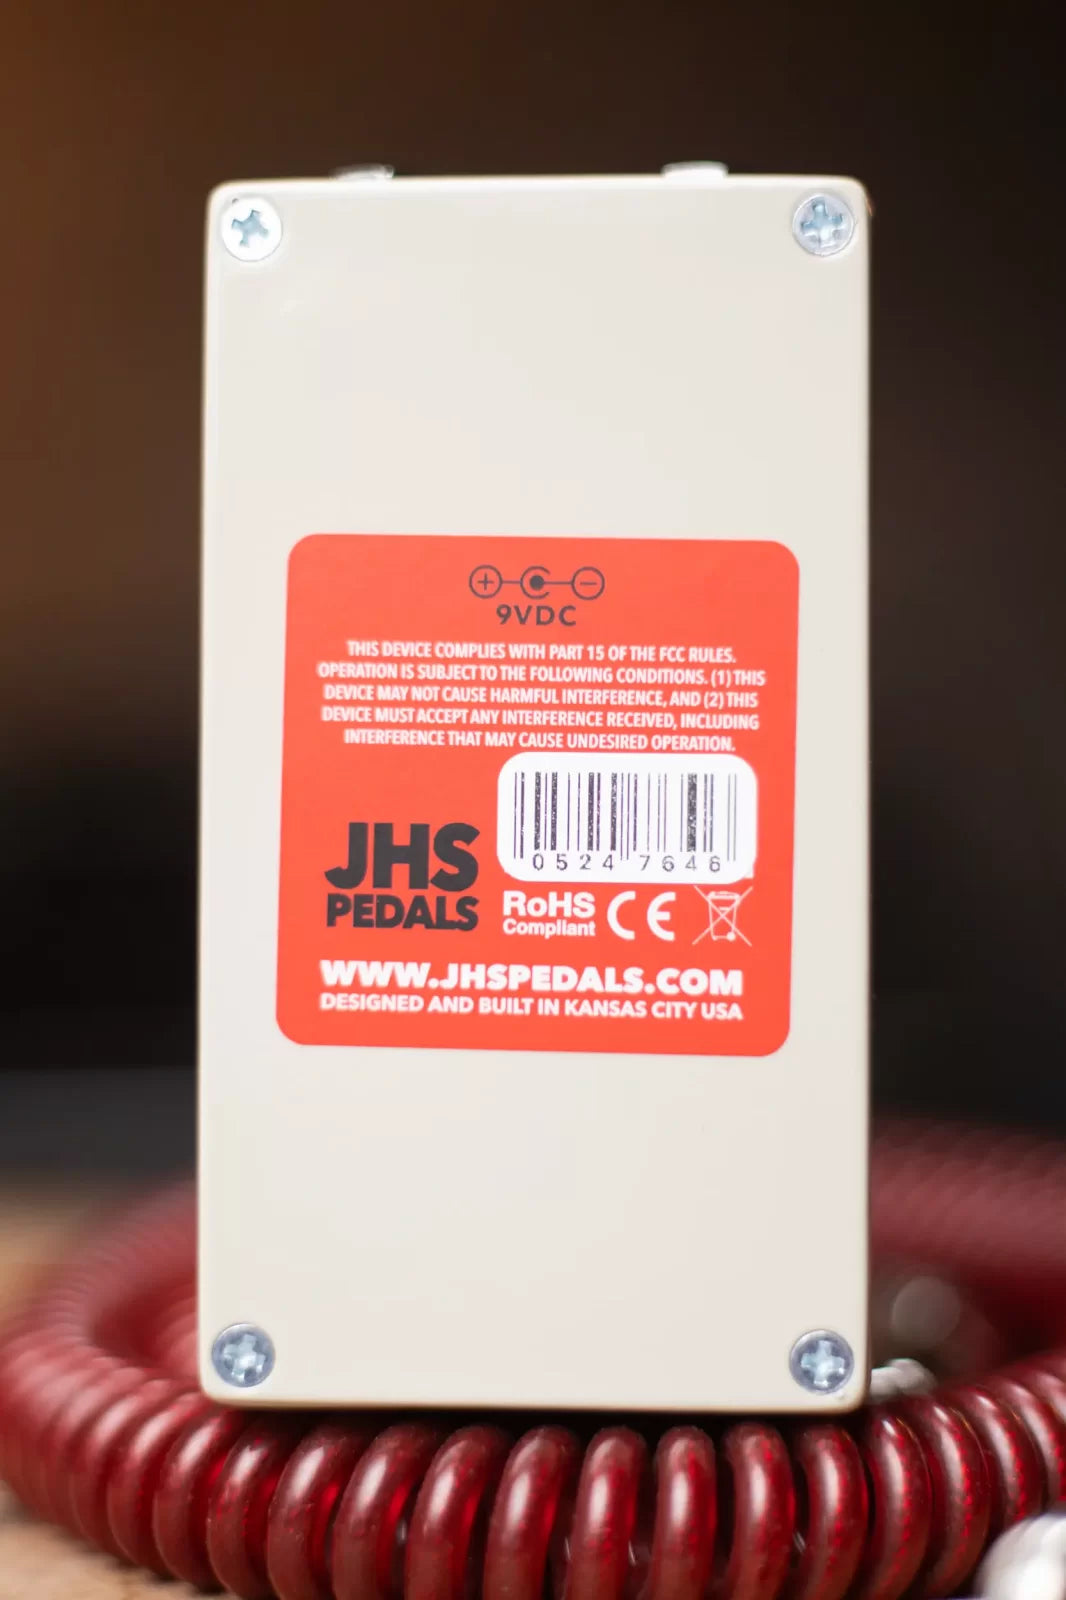 9VDC
THIS DEVICE COMPLIES WITH PART 15 OF THE FCC RULES.
OPERATION IS SUBJECT TO THE FOLLOWING CONDITIONS. (1) THIS
DEVICE MAY NOT CAUSE HARMFUL INTERFERENCE, AND (2) THIS
DEVICE MUST ACCEPT ANY INTERFERENCE RECEIVED, INCLUDING
INTERFERENCE THAT MAY CAUSE UNDESIRED OPERATION.
05247646
JHS
PEDALS
RoHS
Compliant
CE
WWW.JHSPEDALS.COM
DESIGNED AND BUILT IN KANSAS CITY USA